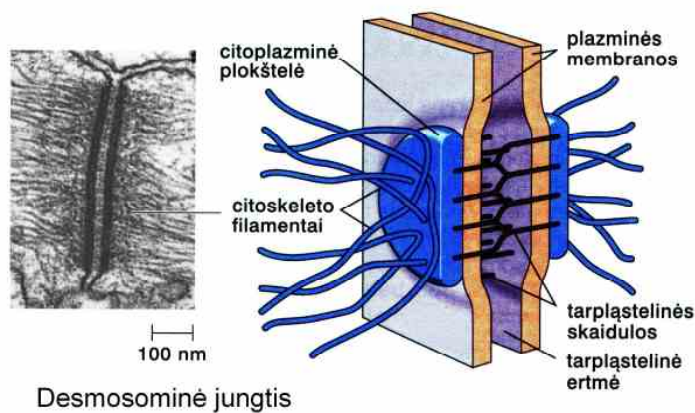 citoplazminė
plokštelė
plazminės
membranos
citoskeleto
filamentai
100 nm
tarpląstelinės
skaidulos
tarpląstelinė
ertmė
Desmosominė jungtis